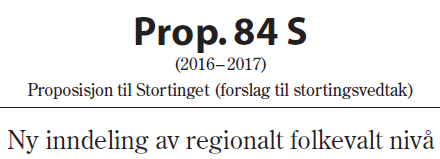 Prop. 84 S
(2016–2017)
Proposisjon til Stortinget (forslag til stortingsvedtak)
Ny inndeling av regionalt folkevalt nivå